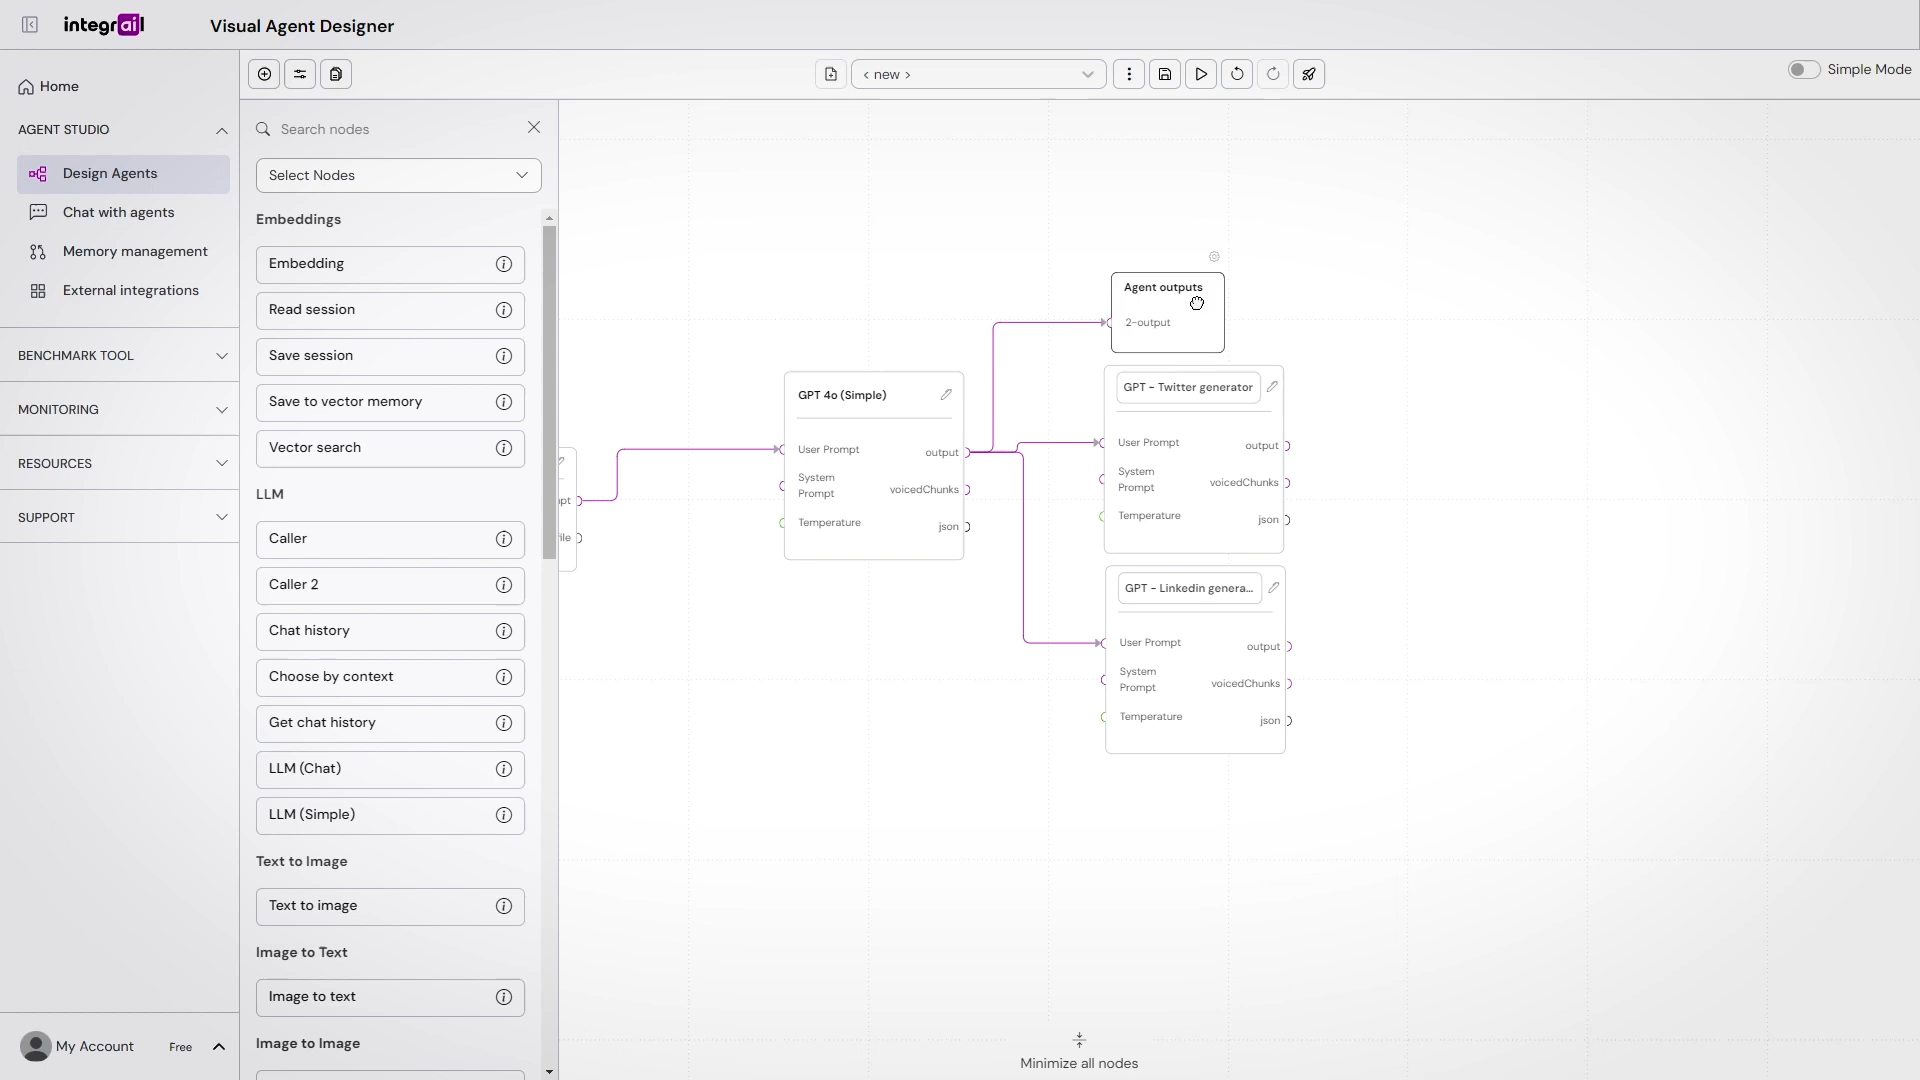 integrail
Visual Agent Designer
< new >
Simple Mode
Home
AGENT STUDIO
Design Agents
Chat with agents
Memory management
External integrations
BENCHMARK TOOL
MONITORING
RESOURCES
SUPPORT
My Account
Free
Search nodes
Select Nodes
Embeddings
Embedding
Read session
Save session
Save to vector memory
Vector search
LLM
Caller
Caller 2
Chat history
Choose by context
Get chat history
LLM (Chat)
LLM (Simple)
Text to Image
Text to image
Image to Text
Image to text
Image to Image
pt
ile
GPT 4o (Simple)
User Prompt
output
System
Prompt
voicedChunks
Temperature
json
Agent outputs
2-output
GPT - Twitter generator
User Prompt
output
System
Prompt
voicedChunks
Temperature
json
GPT - Linkedin genera...
User Prompt
output
System
Prompt
voicedChunks
Temperature
json
Minimize all nodes